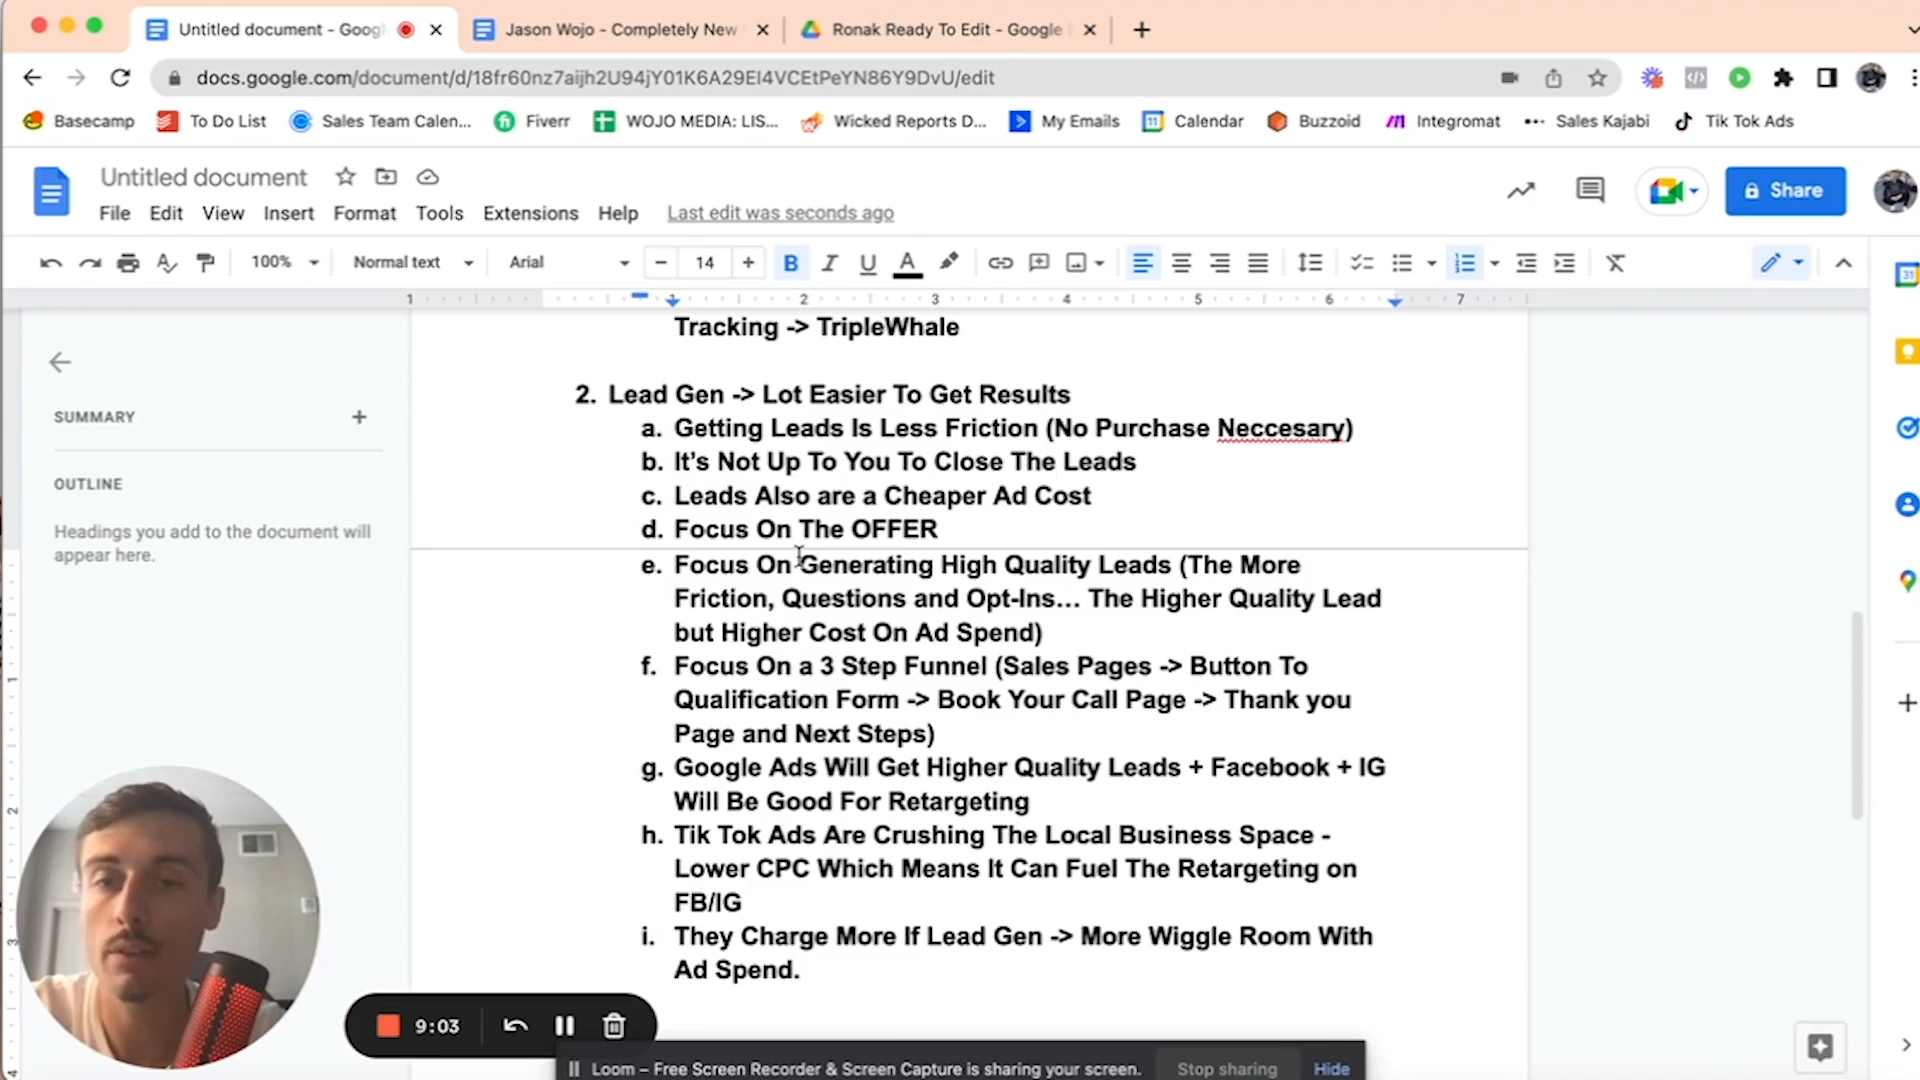 Untitled document - Goog
Jason Wojo - Completely New
Ronak Ready To Edit - Google
docs.google.com/document/d/18fr60nz7aijh2U94jY01K6A29EI4VCEtPeYN86Y9DvU/edit
Basecamp
To Do List
Sales Team Calen...
Fiverr
WOJO MEDIA: LIS...
Wicked Reports D...
My Emails
Calendar
Buzzoid
Integromat
Sales Kajabi
Tik Tok Ads
Untitled document
File Edit View Insert Format Tools Extensions Help Last edit was seconds ago
Share
100% Normal text Arial 14
1 1 2 3 4 5 6 7
Tracking -> TripleWhale
SUMMARY
OUTLINE
Headings you add to the document will
appear here.
2. Lead Gen -> Lot Easier To Get Results
a. Getting Leads Is Less Friction (No Purchase Neccesary)
b. It's Not Up To You To Close The Leads
c. Leads Also are a Cheaper Ad Cost
d. Focus On The OFFER
e. Focus On Generating High Quality Leads (The More
Friction, Questions and Opt-Ins... The Higher Quality Lead
but Higher Cost On Ad Spend)
f. Focus On a 3 Step Funnel (Sales Pages -> Button To
Qualification Form -> Book Your Call Page -> Thank you
Page and Next Steps)
g. Google Ads Will Get Higher Quality Leads + Facebook + IG
Will Be Good For Retargeting
h. Tik Tok Ads Are Crushing The Local Business Space -
Lower CPC Which Means It Can Fuel The Retargeting on
FB/IG
i. They Charge More If Lead Gen -> More Wiggle Room With
Ad Spend.
9:03
Loom – Free Screen Recorder & Screen Capture is sharing your screen.
Stop sharing
Hide